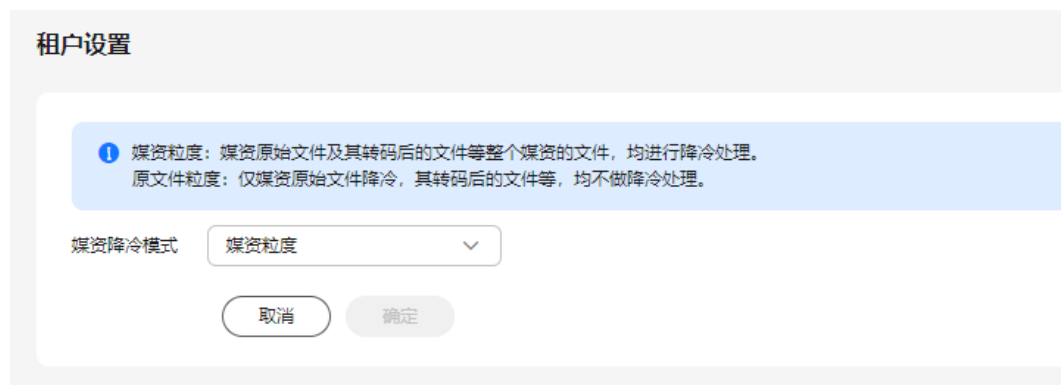 租户设置
媒资粒度：媒资原始文件及其转码后的文件等整个媒资的文件，均进行降冷处理。
原文件粒度：仅媒资原始文件降冷，其转码后的文件等，均不做降冷处理。
媒资降冷模式 媒资粒度
取消 确定